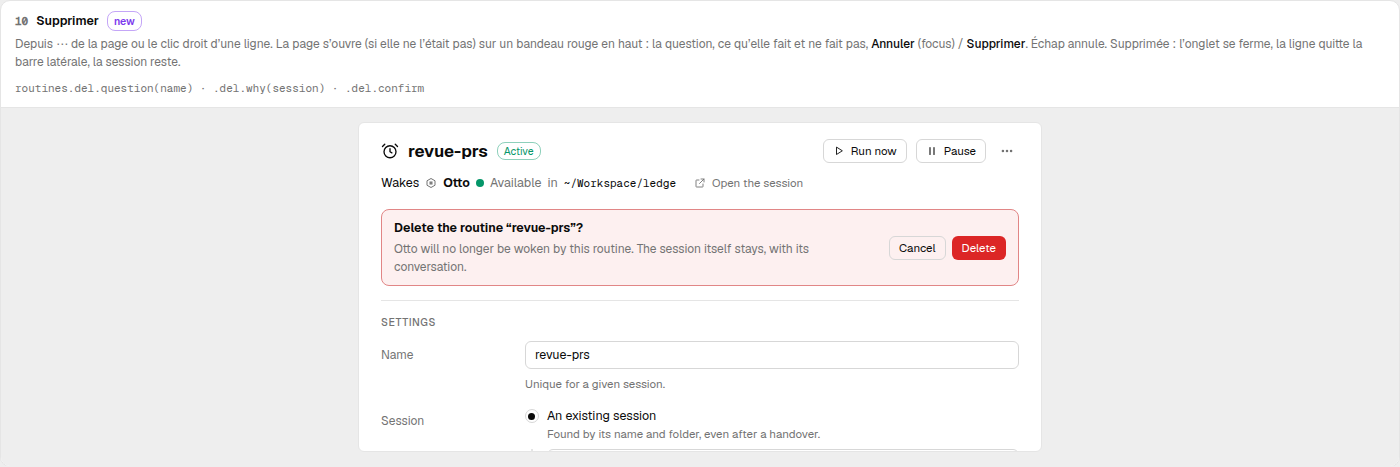 10 Supprimer new
Depuis ··· de la page ou le clic droit d’une ligne. La page s’ouvre (si elle ne l’était pas) sur un bandeau rouge en haut : la question, ce qu’elle fait et ne fait pas, Annuler (focus) / Supprimer. Échap annule. Supprimée : l’onglet se ferme, la ligne quitte la
barre latérale, la session reste.
routines.del.question(name) · .del.why(session) · .del.confirm
revue-prs Active Run now Pause ···
Wakes Otto Available in ~/Workspace/ledge Open the session
Delete the routine “revue-prs”?
Otto will no longer be woken by this routine. The session itself stays, with its
conversation.
Cancel Delete
SETTINGS
Name revue-prs
Unique for a given session.
Session An existing session
Found by its name and folder, even after a handover.